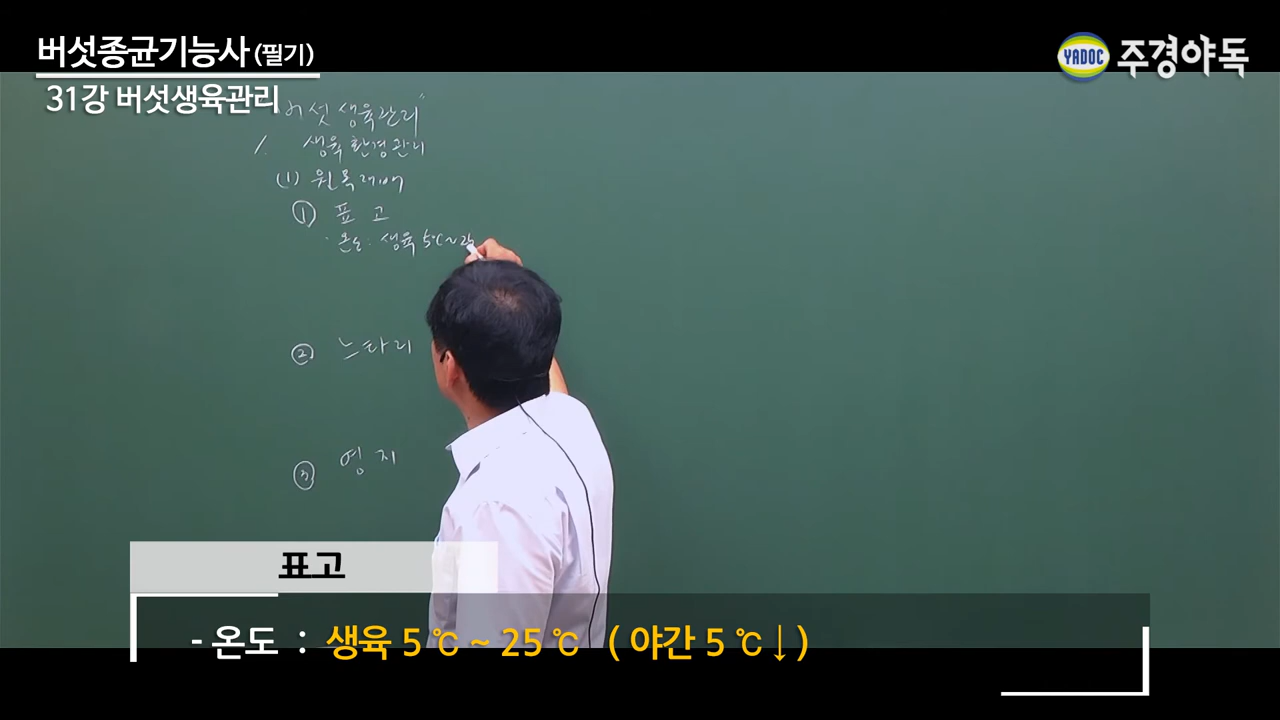 버섯종균기능사 (필기)
YADOC 주경야독
31강 버섯생육관리
버섯 생육관리"
1. 생육환경관리
(1) 원목재배
① 표고
· 온도: 생육 5℃~25
② 느타리
③ 영지
표고
- 온도 : 생육 5℃ ~ 25℃ (야간 5℃↓)